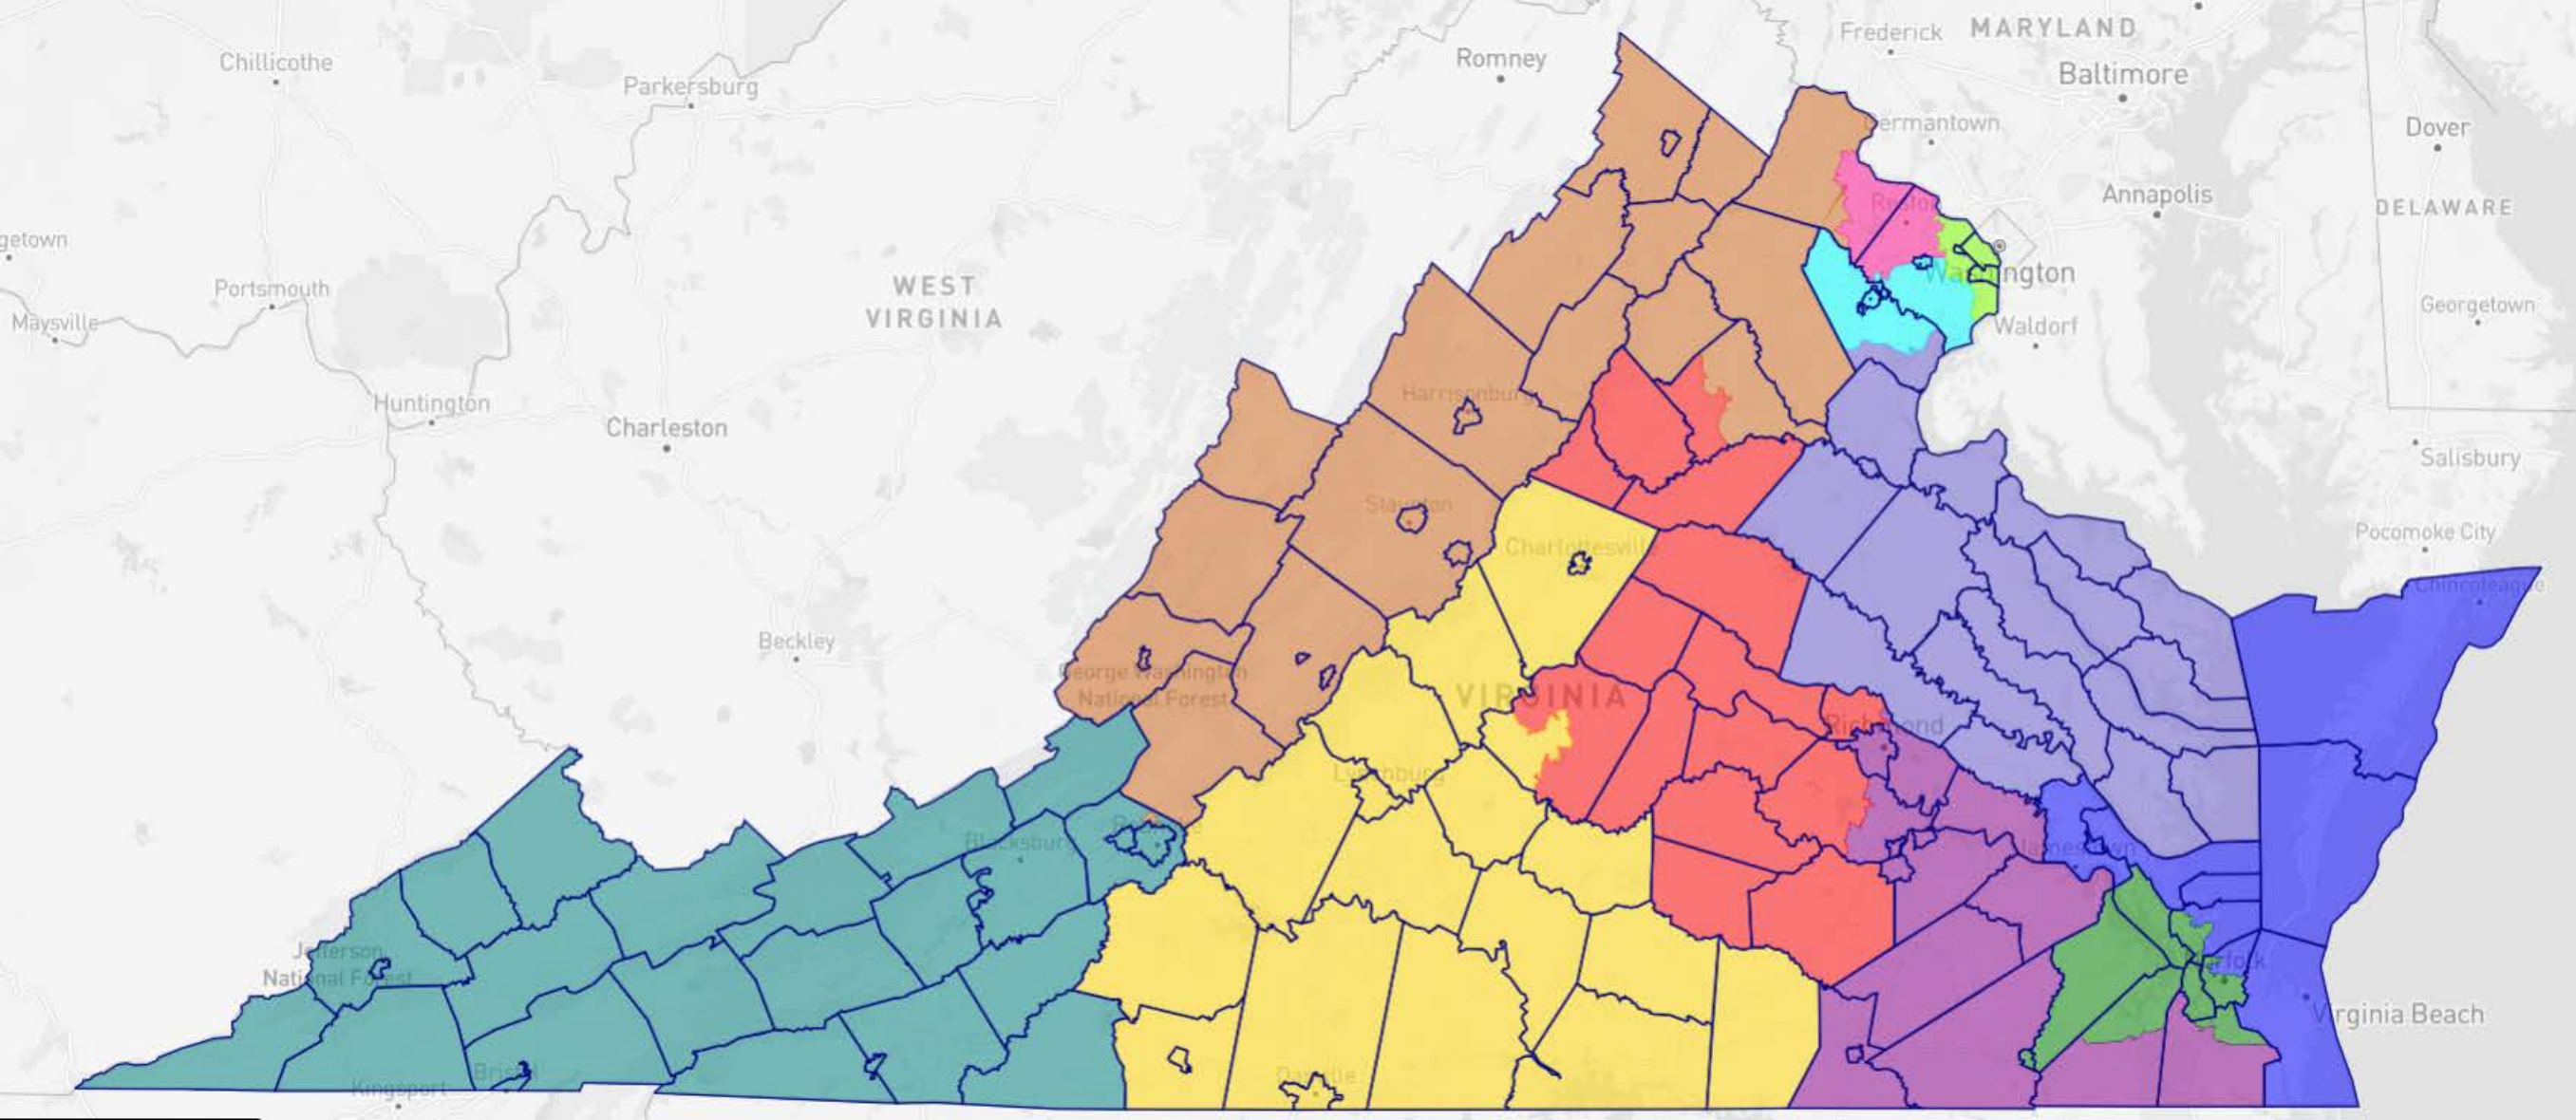 Frederick
MARYLAND
Chillicothe
Romney
Baltimore
Parkersburg
Germantown
Dover
Annapolis
Reston
DELAWARE
getown
WEST
VIRGINIA
Portsmouth
Washington
Georgetown
Maysville
Waldorf
Huntington
Harrisonburg
Charleston
Salisbury
Staunton
Pocomoke City
Charlottesville
Chincoteague
Beckley
George Washington
National Forest
VIRGINIA
Richmond
Lynchburg
Roanoke
Blacksburg
Jamestown
Jefferson
National Forest
Norfolk
Virginia Beach
Bristol
Kingsport
Danville